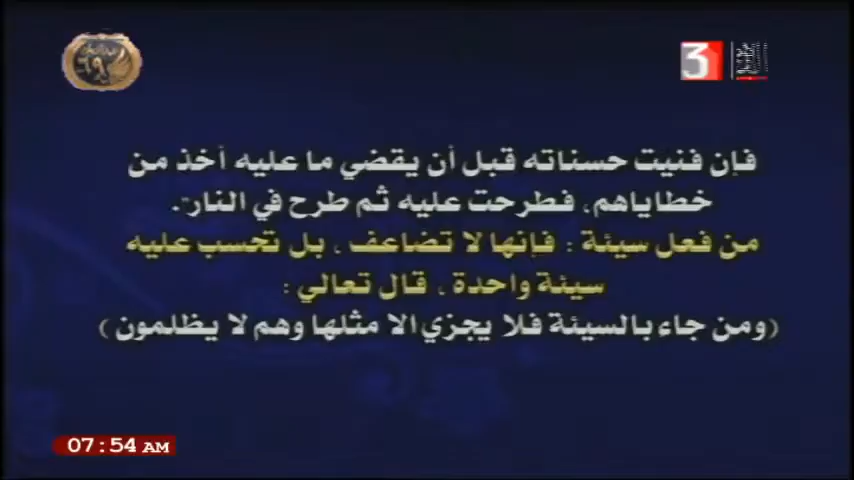 3
فإن فنيت حسناته قبل أن يقضي ما عليه أخذ من
خطاياهم، فطرحت عليه ثم طرح في النار".
من فعل سيئة : فإنها لا تضاعف ، بل تحسب عليه
سيئة واحدة ، قال تعالي :
(ومن جاء بالسيئة فلا يجزي الا مثلها وهم لا يظلمون)
07:54 AM